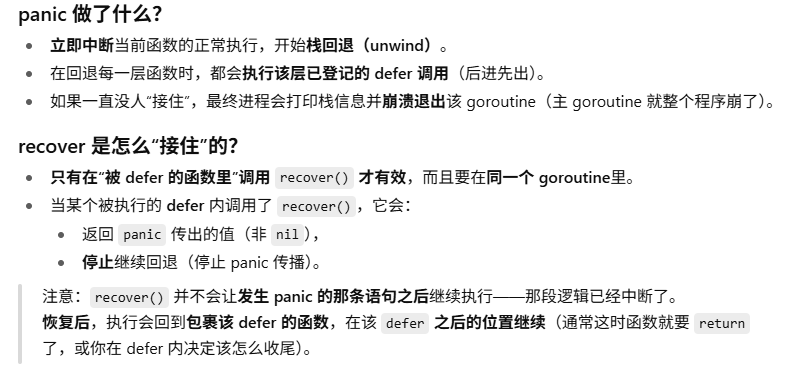 panic 做了什么？
立即中断当前函数的正常执行，开始栈回退（unwind）。
在回退每一层函数时，都会执行该层已登记的 defer 调用（后进先出）。
如果一直没人“接住”，最终进程会打印栈信息并崩溃退出该 goroutine（主 goroutine 就整个程序崩了）。
recover 是怎么“接住”的？
只有在“被 defer 的函数里”调用 recover() 才有效，而且要在同一个 goroutine里。
当某个被执行的 defer 内调用了 recover()，它会：
返回 panic 传出的值（非 nil），
停止继续回退（停止 panic 传播）。
注意：recover() 并不会让发生 panic 的那条语句之后继续执行——那段逻辑已经中断了。
恢复后，执行会回到包裹该 defer 的函数，在该 defer 之后的位置继续（通常这时函数就要 return
了，或你在 defer 内决定该怎么收尾）。